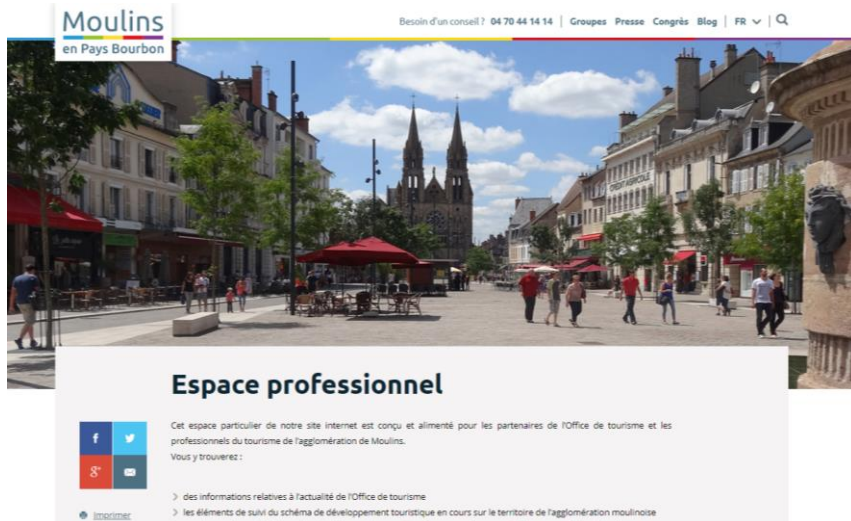 Moulins
en Pays Bourbon
Besoin d'un conseil ? 04 70 44 14 14 | Groupes Presse Congrès Blog | FR
CREDIT AGRICOLE
Espace professionnel
Cet espace particulier de notre site internet est conçu et alimenté pour les partenaires de l'Office de tourisme et les
professionnels du tourisme de l'agglomération de Moulins.
Vous y trouverez :
> des informations relatives à l'actualité de l'Office de tourisme
> les éléments de suivi du schéma de développement touristique en cours sur le territoire de l'agglomération moulinoise
Imprimer